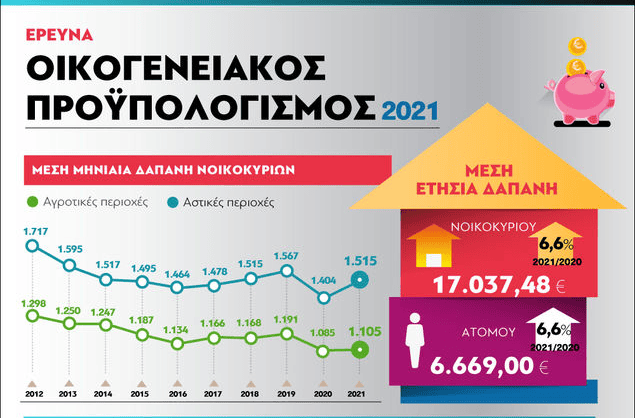 ΕΡΕΥΝΑ
ΟΙΚΟΓΕΝΕΙΑΚΟΣ
ΠΡΟΫΠΟΛΟΓΙΣΜΟΣ 2021
ΜΕΣΗ ΜΗΝΙΑΙΑ ΔΑΠΑΝΗ ΝΟΙΚΟΚΥΡΙΩΝ
Αγροτικές περιοχές Αστικές περιοχές
1.717 1.595 1.517 1.495 1.464 1.478 1.515 1.567 1.404 1.515
1.298 1.250 1.247 1.187 1.134 1.166 1.168 1.191 1.085 1.105
2012 2013 2014 2015 2016 2017 2018 2019 2020 2021
ΜΕΣΗ
ΕΤΗΣΙΑ ΔΑΠΑΝΗ
ΝΟΙΚΟΚΥΡΙΟΥ
6,6%
2021/2020
17.037,48 €
ΑΤΟΜΟΥ
6,6%
2021/2020
6.669,00 €